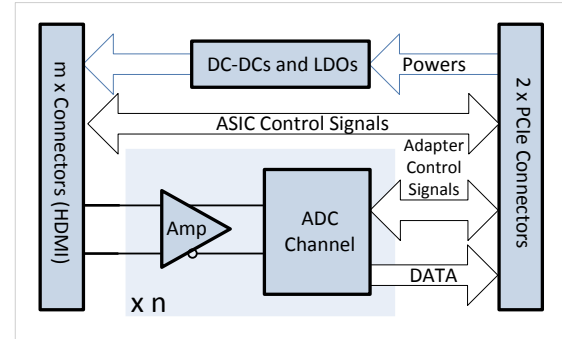 m x Connectors (HDMI)
DC-DCs and LDOs
Powers
2 x PCIe Connectors
ASIC Control Signals
Adapter
Control
Signals
Amp
ADC
Channel
DATA
x n